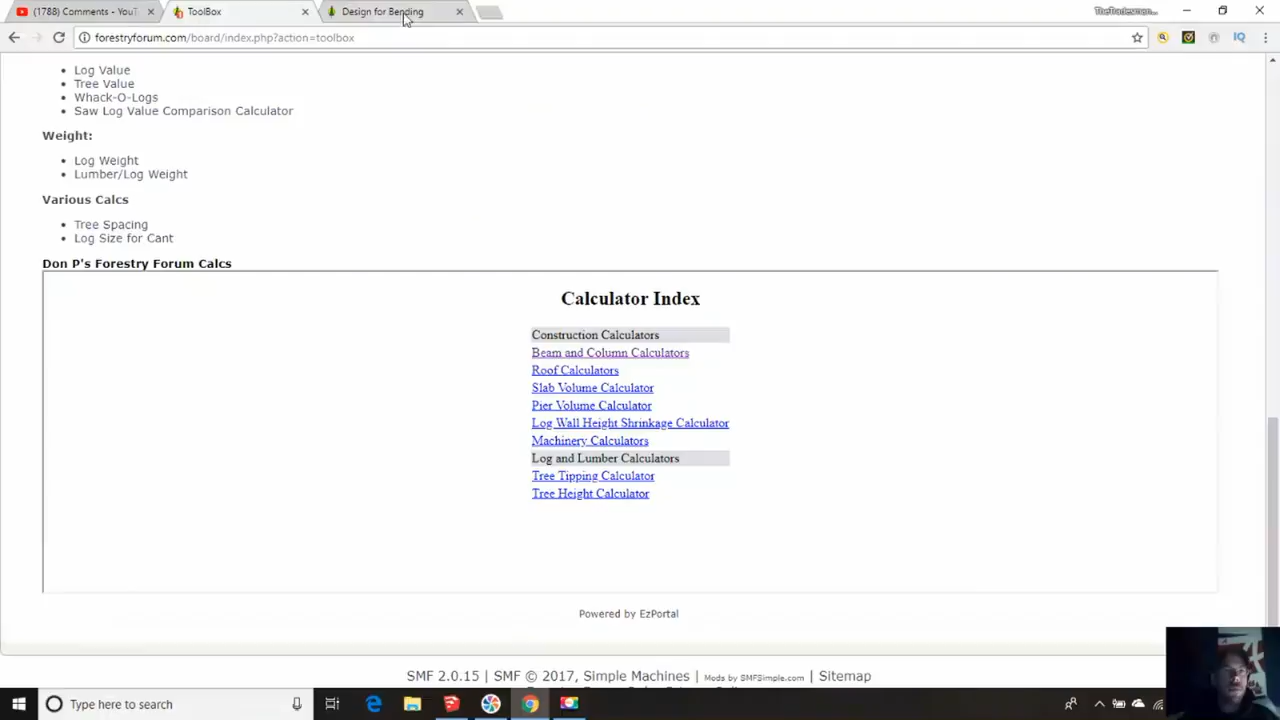 (1788) Comments - YouT
ToolBox
Design for Bending
TheTradesman...
forestryforum.com/board/index.php?action=toolbox
Log Value
Tree Value
Whack-O-Logs
Saw Log Value Comparison Calculator
Weight:
Log Weight
Lumber/Log Weight
Various Calcs
Tree Spacing
Log Size for Cant
Don P's Forestry Forum Calcs
Calculator Index
Construction Calculators
Beam and Column Calculators
Roof Calculators
Slab Volume Calculator
Pier Volume Calculator
Log Wall Height Shrinkage Calculator
Machinery Calculators
Log and Lumber Calculators
Tree Tipping Calculator
Tree Height Calculator
Powered by EzPortal
SMF 2.0.15 | SMF © 2017, Simple Machines | Mods by SMFSimple.com | Sitemap
Type here to search